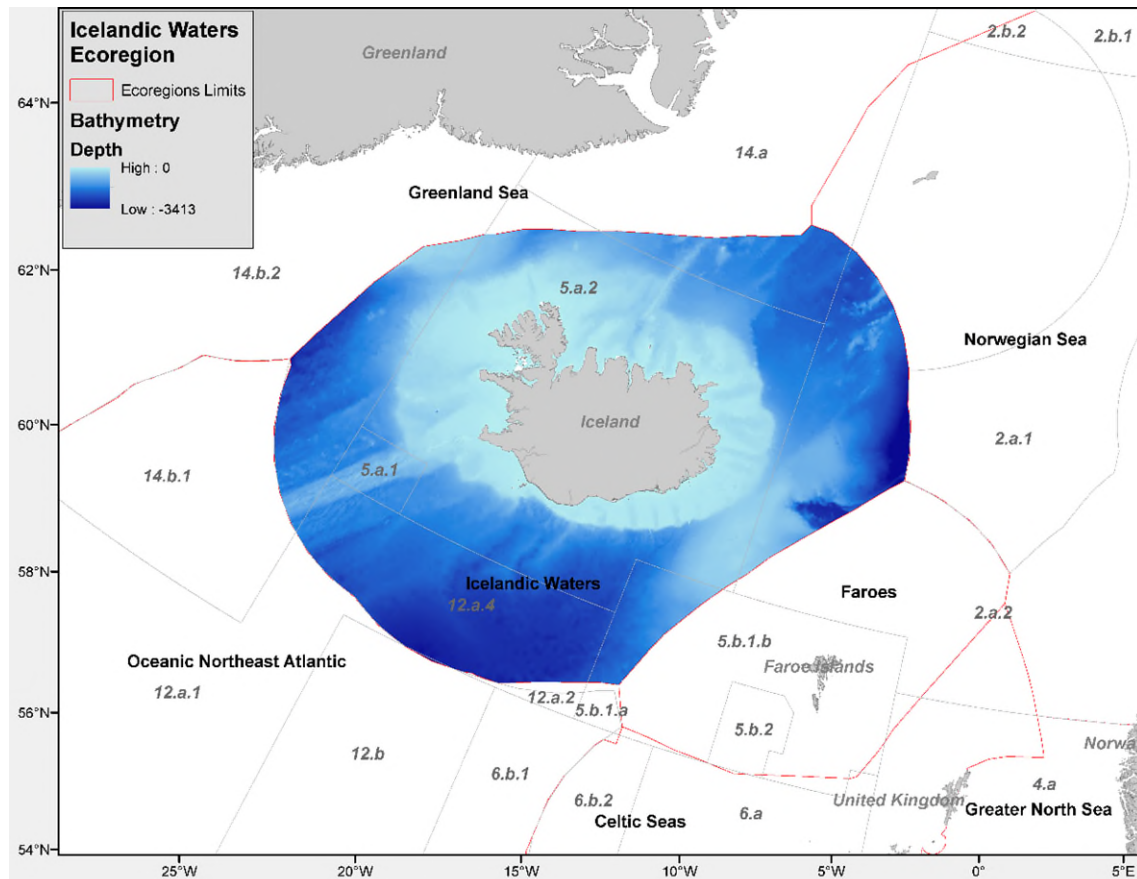 Icelandic Waters
Ecoregion
Ecoregions Limits
Bathymetry
Depth
High : 0
Low : -3413
Greenland
2.b.2
2.b.1
64°N
14.a
Greenland Sea
62°N
14.b.2
5.a.2
Norwegian Sea
60°N
Iceland
2.a.1
14.b.1
5.a.1
58°N
Icelandic Waters
12.a.4
Faroes
2.a.2
5.b.1.b
Oceanic Northeast Atlantic
Faroe Islands
12.a.1
12.a.2
56°N
5.b.1.a
5.b.2
12.b
Norwa
6.b.1
4.a
6.b.2
United Kingdom
Celtic Seas
6.a
Greater North Sea
54°N
25°W
20°W
15°W
10°W
5°W
0°
5°E